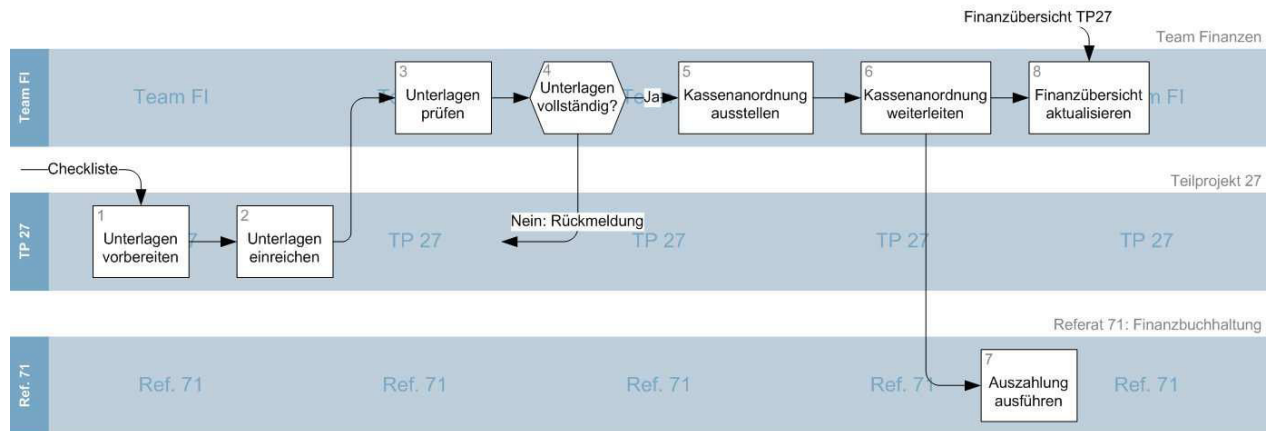 Finanzübersicht TP27
Team Finanzen
Team FI
Team FI
3
Unterlagen
prüfen
4
Unterlagen
vollständig?
Ja
5
Kassenanordnung
ausstellen
6
Kassenanordnung
weiterleiten
8
Finanzübersicht
aktualisieren
m FI
Checkliste
Teilprojekt 27
TP 27
1
Unterlagen
vorbereiten
7
2
Unterlagen
einreichen
TP 27
Nein: Rückmeldung
TP 27
TP 27
TP 27
Referat 71: Finanzbuchhaltung
Ref. 71
Ref. 71
Ref. 71
Ref. 71
Ref. 71
7
Auszahlung
ausführen
Ref. 71